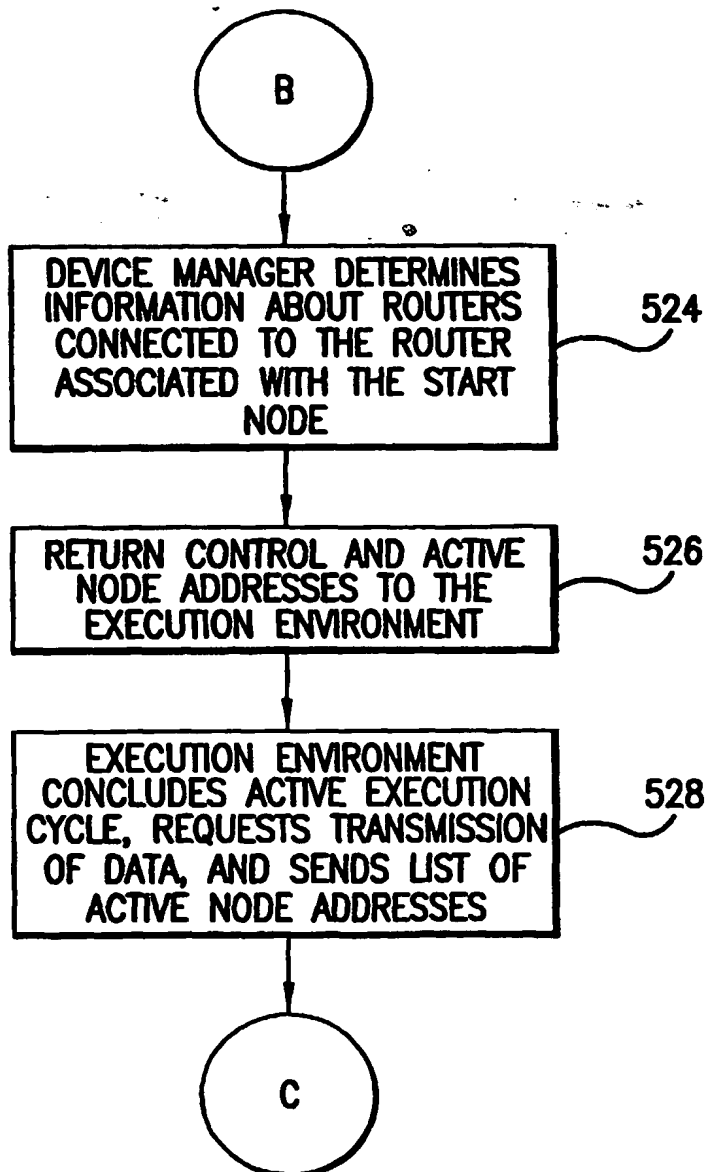 B
DEVICE MANAGER DETERMINES
INFORMATION ABOUT ROUTERS
CONNECTED TO THE ROUTER
ASSOCIATED WITH THE START
NODE
524
RETURN CONTROL AND ACTIVE
NODE ADDRESSES TO THE
EXECUTION ENVIRONMENT
526
EXECUTION ENVIRONMENT
CONCLUDES ACTIVE EXECUTION
CYCLE, REQUESTS TRANSMISSION
OF DATA, AND SENDS LIST OF
ACTIVE NODE ADDRESSES
528
C